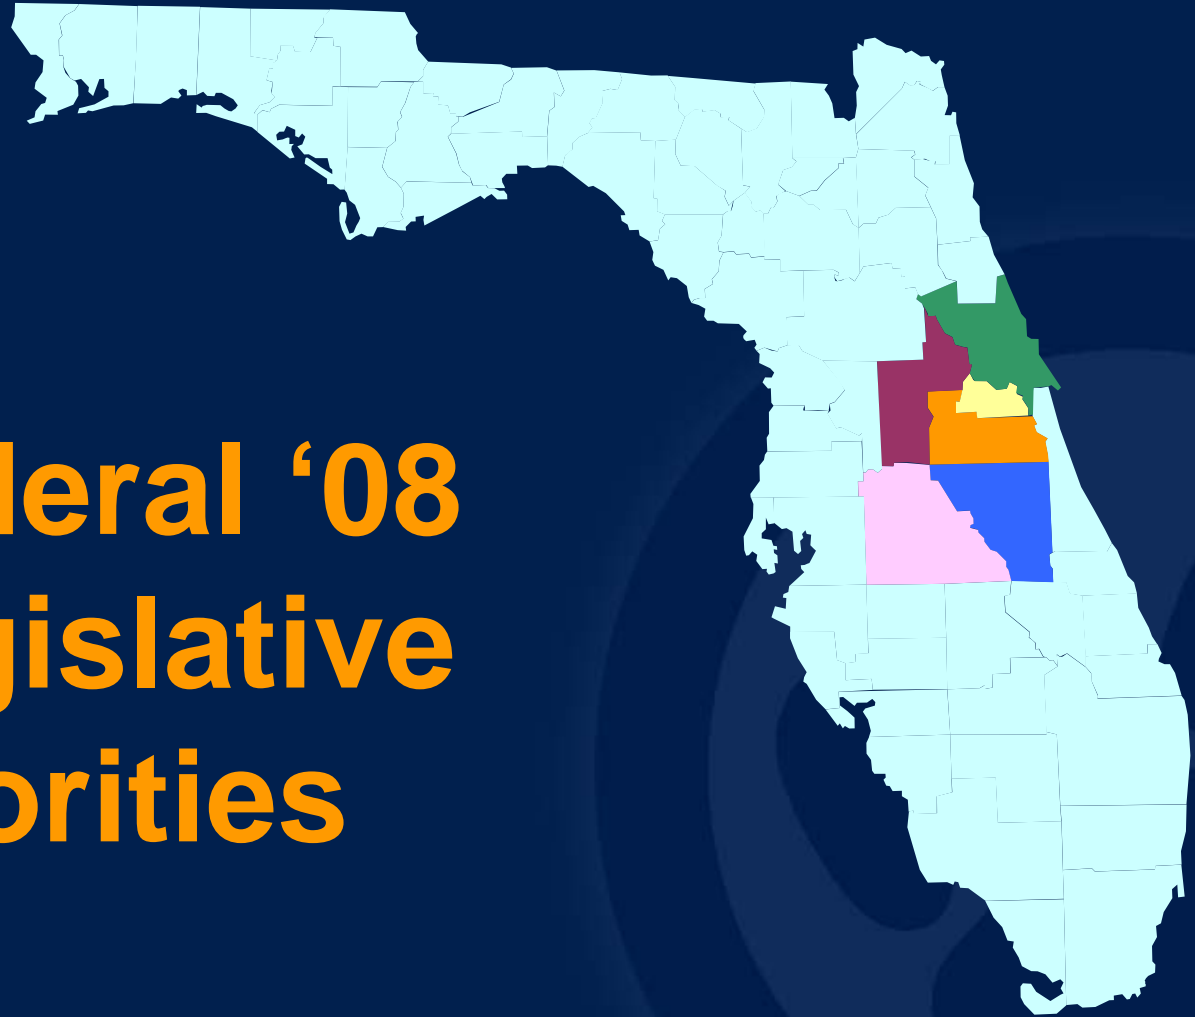 deral ‘08
gislative
orities